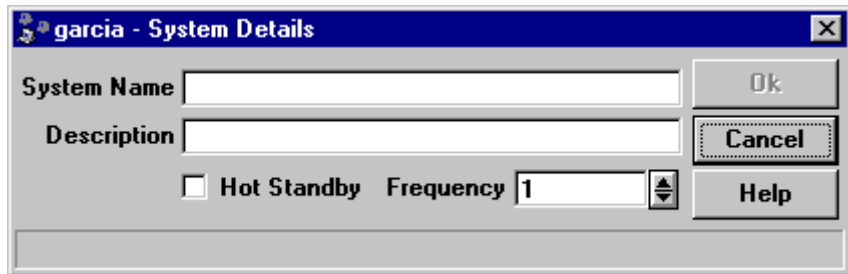 garcia - System Details
System Name
Ok
Description
Cancel
Hot Standby Frequency 1
Help